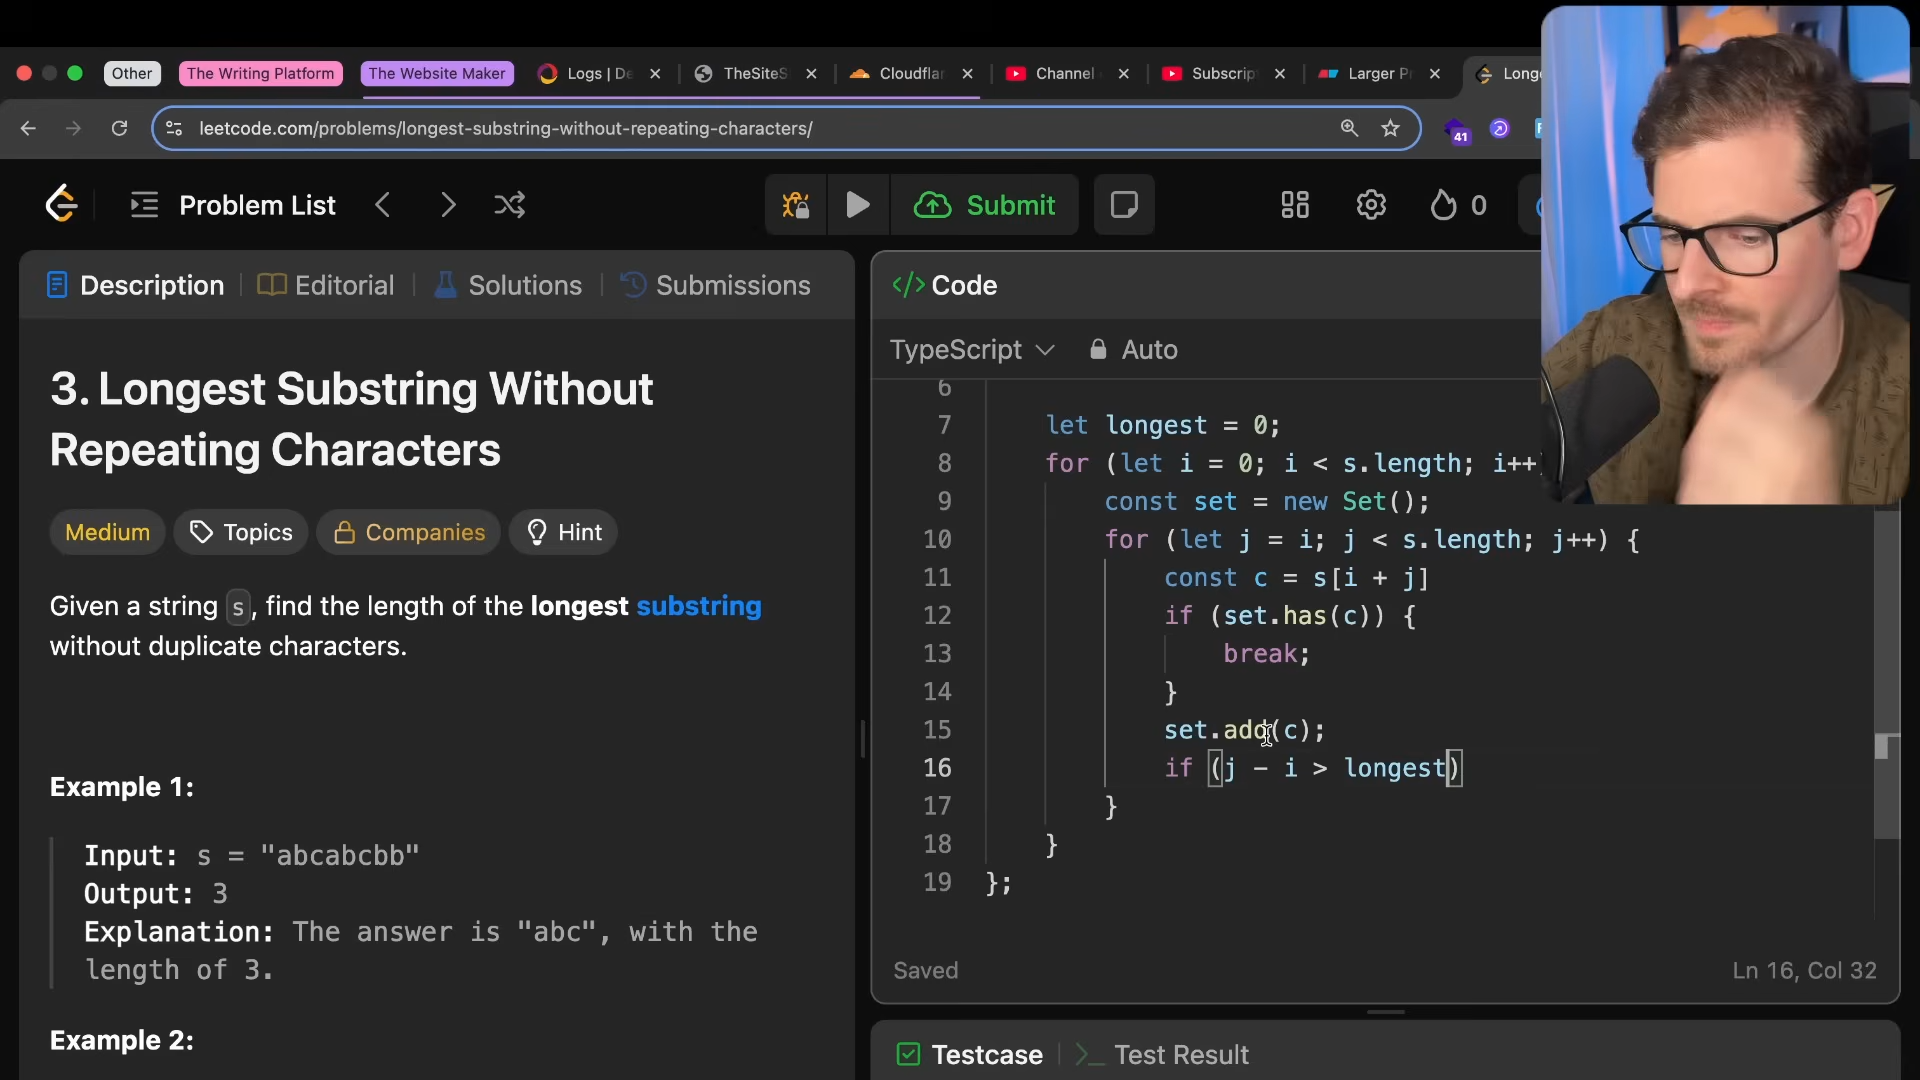 Other
The Writing Platform
The Website Maker
Logs | De
TheSiteS
Cloudflar
Channel
Subscrip
Larger P
Long
leetcode.com/problems/longest-substring-without-repeating-characters/
41
Problem List
Submit
0
Description
Editorial
Solutions
Submissions
</> Code
TypeScript
Auto
3. Longest Substring Without
Repeating Characters
Medium
Topics
Companies
Hint
Given a string s, find the length of the longest substring
without duplicate characters.
Example 1:
Input: s = "abcabcbb"
Output: 3
Explanation: The answer is "abc", with the
length of 3.
Example 2:
6
7 let longest = 0;
8 for (let i = 0; i < s.length; i++
9 const set = new Set();
10 for (let j = i; j < s.length; j++) {
11 const c = s[i + j]
12 if (set.has(c)) {
13 break;
14 }
15 set.add(c);
16 if (j - i > longest)
17 }
18 }
19 };
Saved
Ln 16, Col 32
Testcase
Test Result